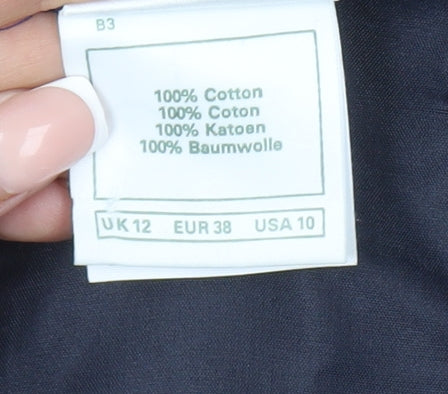 B3
100% Cotton
100% Coton
100% Katoen
100% Baumwolle
UK 12 EUR 38 USA 10